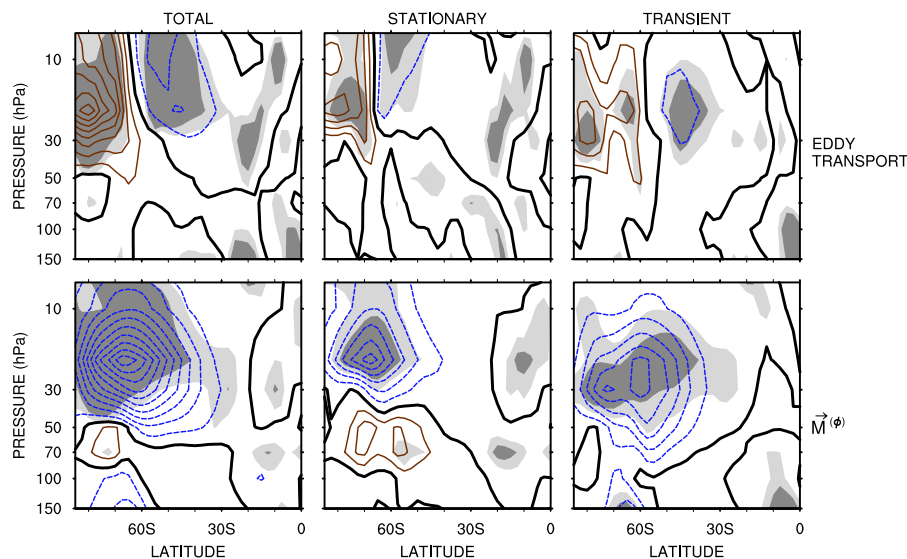 TOTAL STATIONARY TRANSIENT
PRESSURE (hPa)
10
30
50
70
100
150
EDDY
TRANSPORT
PRESSURE (hPa)
10
30
50
70
100
150
M⃗(ϕ)
60S 30S 0 60S 30S 0 60S 30S 0
LATITUDE LATITUDE LATITUDE